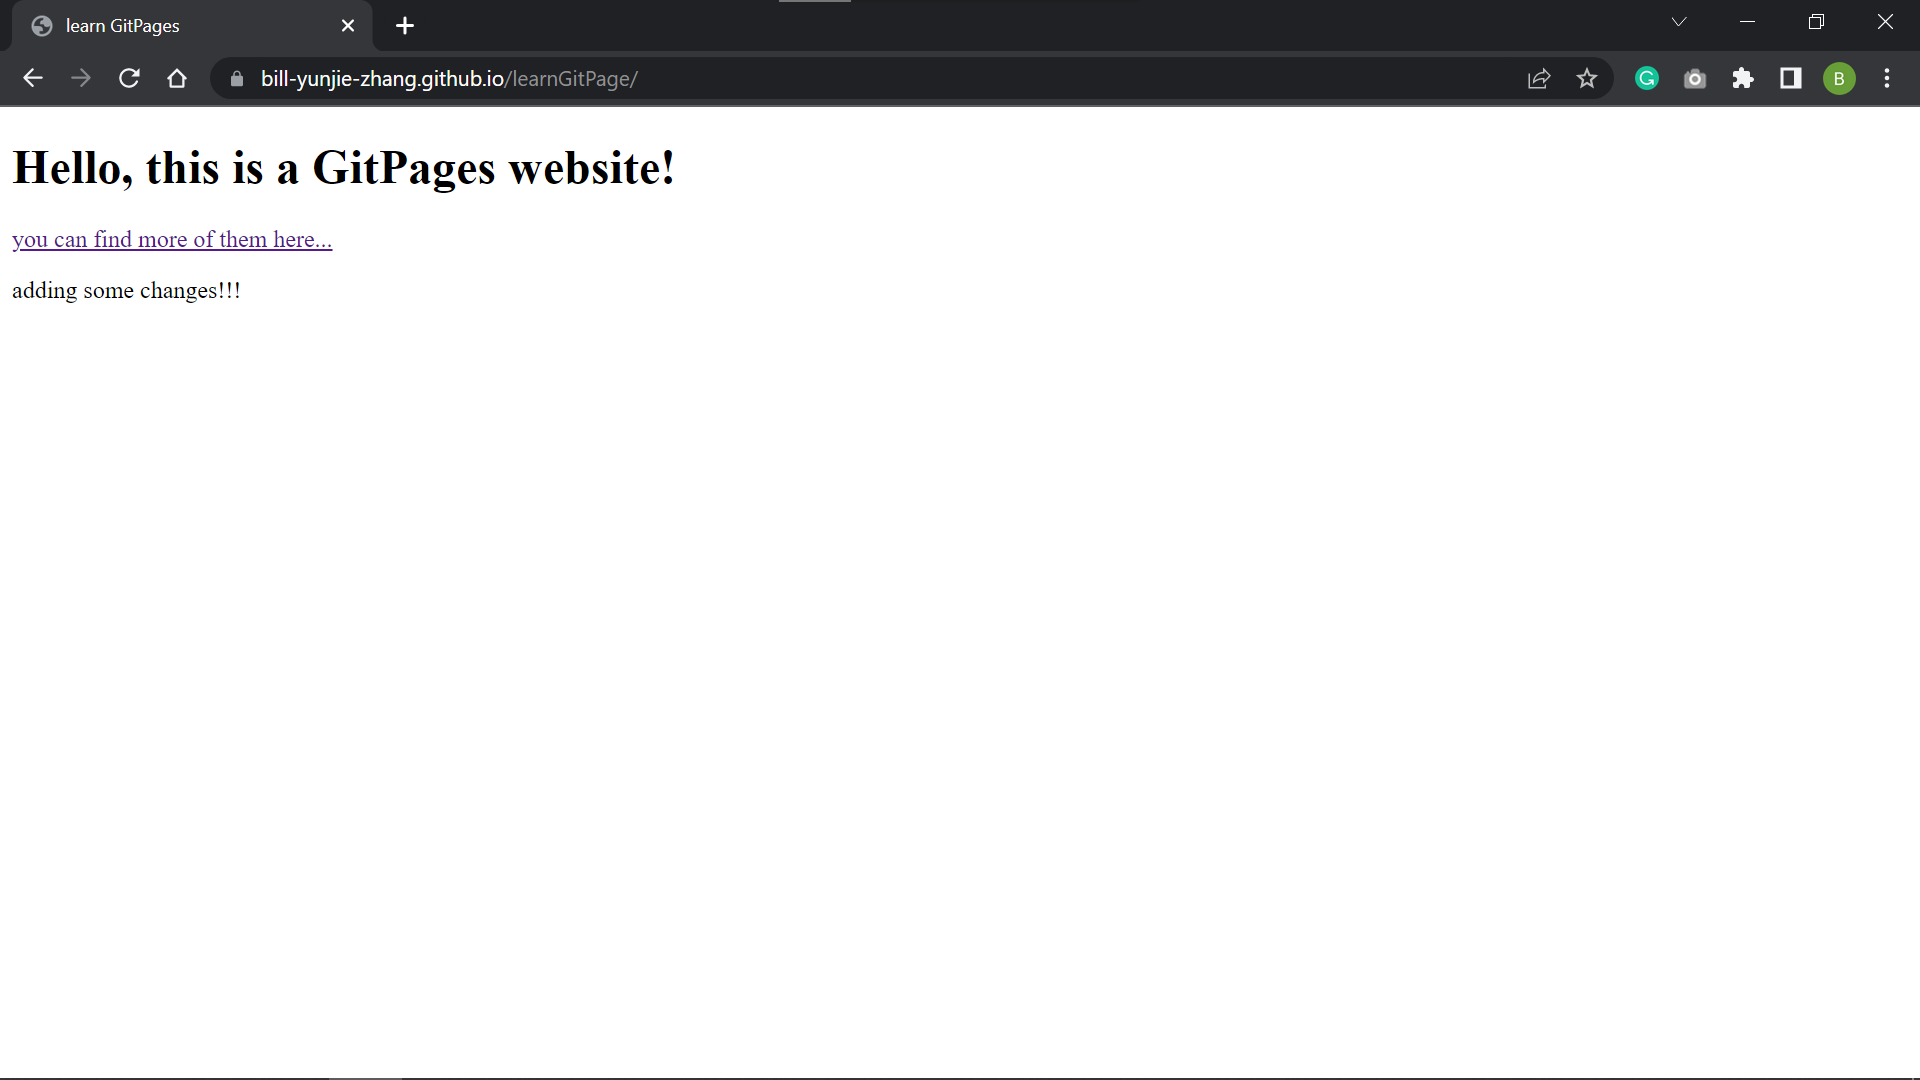 learn GitPages
bill-yunjie-zhang.github.io/learnGitPage/
B
Hello, this is a GitPages website!
you can find more of them here...
adding some changes!!!